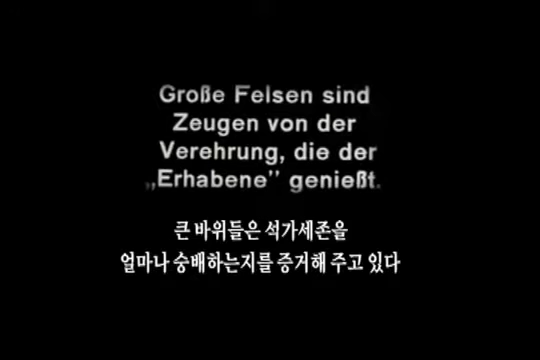 Große Felsen sind
Zeugen von der
Verehrung, die der
„Erhabene” genießt.
큰 바위들은 석가세존을
얼마나 숭배하는지를 증거해 주고 있다